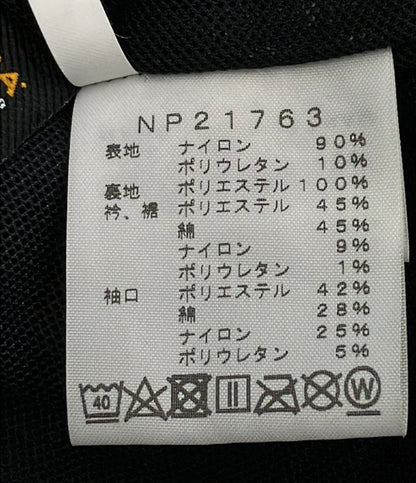 NP21763
表地 ナイロン 90%
ポリウレタン 10%
裏地 ポリエステル 100%
衿、裾 ポリエステル 45%
綿 45%
ナイロン 9%
ポリウレタン 1%
袖口 ポリエステル 42%
綿 28%
ナイロン 25%
ポリウレタン 5%
40 W